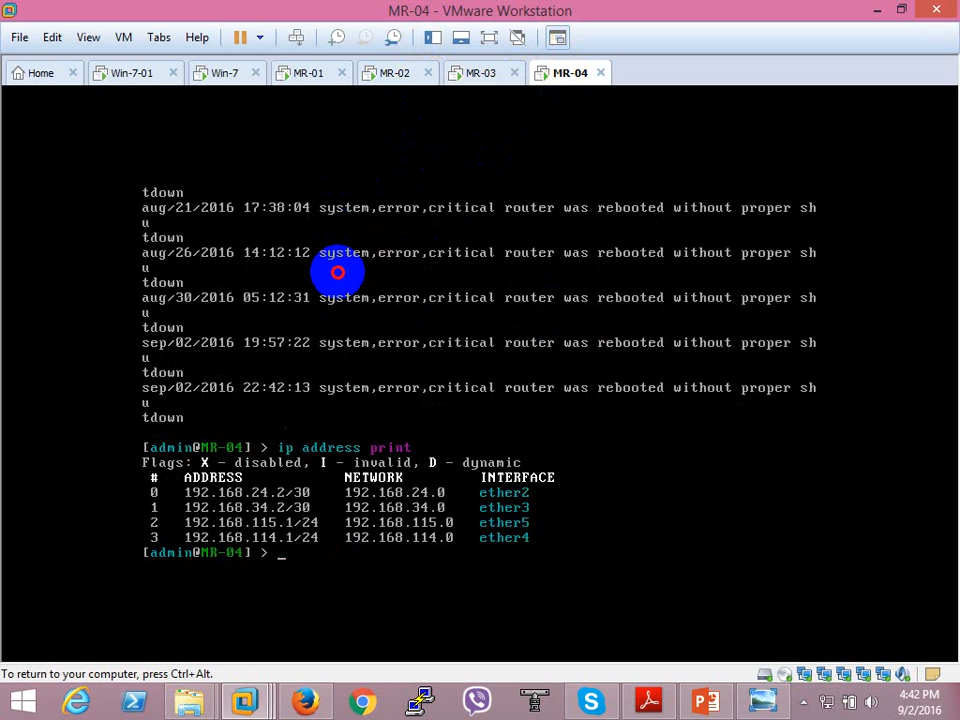 MR-04 - VMware Workstation
File Edit View VM Tabs Help
Home Win-7-01 Win-7 MR-01 MR-02 MR-03 MR-04
tdown
aug/21/2016 17:38:04 system,error,critical router was rebooted without proper sh
u
tdown
aug/26/2016 14:12:12 system,error,critical router was rebooted without proper sh
u
tdown
aug/30/2016 05:12:31 system,error,critical router was rebooted without proper sh
u
tdown
sep/02/2016 19:57:22 system,error,critical router was rebooted without proper sh
u
tdown
sep/02/2016 22:42:13 system,error,critical router was rebooted without proper sh
u
tdown
[admin@MR-04] > ip address print
Flags: X - disabled, I - invalid, D - dynamic
# ADDRESS NETWORK INTERFACE
0 192.168.24.2/30 192.168.24.0 ether2
1 192.168.34.2/30 192.168.34.0 ether3
2 192.168.115.1/24 192.168.115.0 ether5
3 192.168.114.1/24 192.168.114.0 ether4
[admin@MR-04] > _
To return to your computer, press Ctrl+Alt.
4:42 PM
9/2/2016